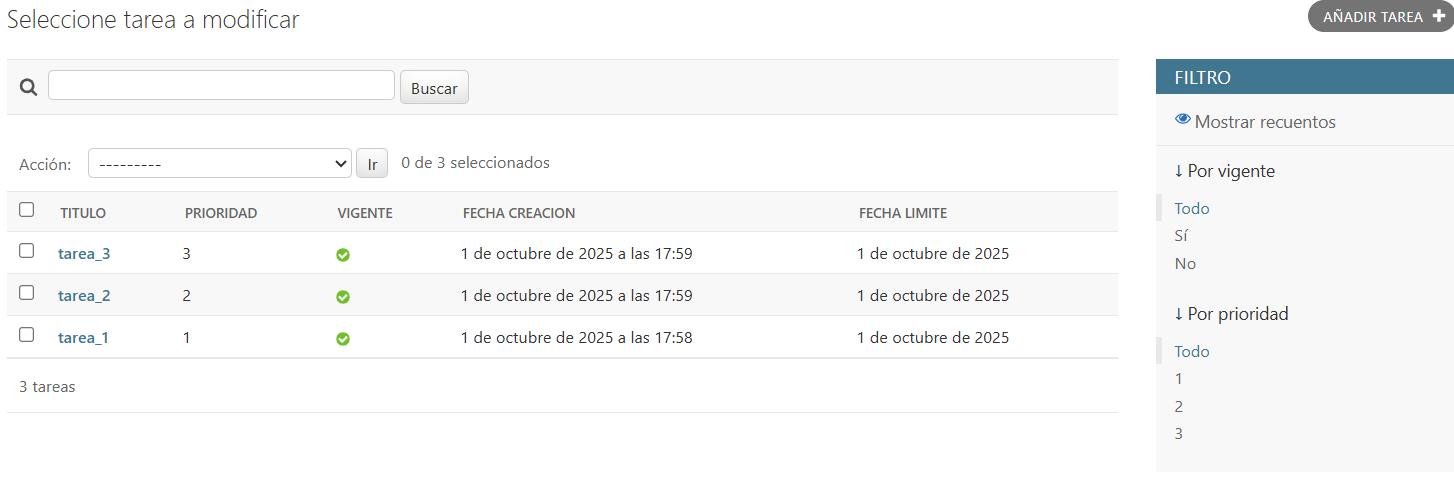 Seleccione tarea a modificar
AÑADIR TAREA
Buscar
FILTRO
Mostrar recuentos
Acción: --------- Ir 0 de 3 seleccionados
TITULO PRIORIDAD VIGENTE FECHA CREACION FECHA LIMITE
tarea_3 3 1 de octubre de 2025 a las 17:59 1 de octubre de 2025
tarea_2 2 1 de octubre de 2025 a las 17:59 1 de octubre de 2025
tarea_1 1 1 de octubre de 2025 a las 17:58 1 de octubre de 2025
3 tareas
↓ Por vigente
Todo
Sí
No
↓ Por prioridad
Todo
1
2
3